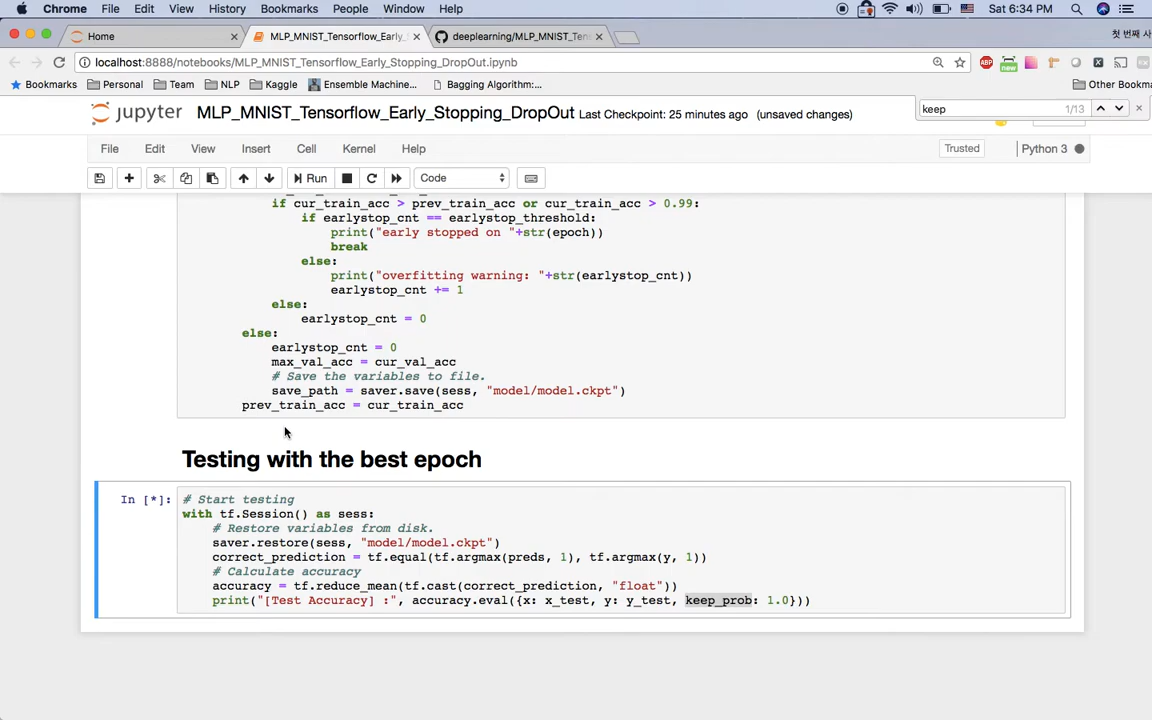 Chrome File Edit View History Bookmarks People Window Help Sat 6:34 PM
Home MLP_MNIST_Tensorflow_Early_ deeplearning/MLP_MNIST_Ten 첫 번째 사
localhost:8888/notebooks/MLP_MNIST_Tensorflow_Early_Stopping_DropOut.ipynb ABP new
Bookmarks Personal Team NLP Kaggle Ensemble Machine... Bagging Algorithm:... Other Bookma
jupyter MLP_MNIST_Tensorflow_Early_Stopping_DropOut Last Checkpoint: 25 minutes ago (unsaved changes) keep 1/13
File Edit View Insert Cell Kernel Help Trusted Python 3
Run Code
if cur_train_acc > prev_train_acc or cur_train_acc > 0.99:
if earlystop_cnt == earlystop_threshold:
print("early stopped on "+str(epoch))
break
else:
print("overfitting warning: "+str(earlystop_cnt))
earlystop_cnt += 1
else:
earlystop_cnt = 0
else:
earlystop_cnt = 0
max_val_acc = cur_val_acc
# Save the variables to file.
save_path = saver.save(sess, "model/model.ckpt")
prev_train_acc = cur_train_acc
Testing with the best epoch
In [*]: # Start testing
with tf.Session() as sess:
# Restore variables from disk.
saver.restore(sess, "model/model.ckpt")
correct_prediction = tf.equal(tf.argmax(preds, 1), tf.argmax(y, 1))
# Calculate accuracy
accuracy = tf.reduce_mean(tf.cast(correct_prediction, "float"))
print("[Test Accuracy] :", accuracy.eval({x: x_test, y: y_test, keep_prob: 1.0}))